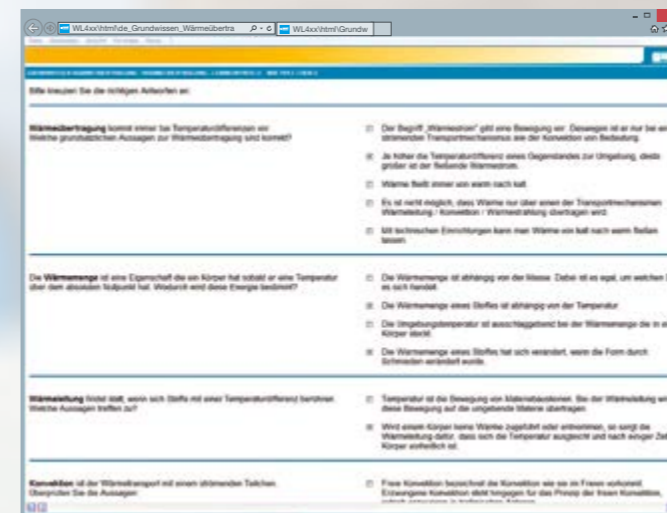 WL4xx\html\de_Grundwissen_Wärmeübertra
WL4xx\html\Grundw
Bitte kreuzen Sie die richtigen Antworten an:
Wärmeübertragung kommt immer bei Temperaturdifferenzen vor.
Welche grundsätzlichen Aussagen zur Wärmeübertragung sind korrekt?
Der Begriff „Wärmestrom" gibt eine Bewegung vor. Deswegen ist er nur bei
strömenden Transportmechanismus wie der Konvektion von Bedeutung.
Je höher die Temperaturdifferenz eines Gegenstandes zur Umgebung, desto
größer ist der fließende Wärmestrom.
Wärme fließt immer von warm nach kalt.
Es ist nicht möglich, dass Wärme nur über einen der Transportmechanismen
Wärmeleitung / Konvektion / Wärmestrahlung übertragen wird.
Mit technischen Einrichtungen kann man Wärme von kalt nach warm fließen
lassen.
Die Wärmemenge ist eine Eigenschaft die ein Körper hat sobald er eine Temperatur
über dem absoluten Nullpunkt hat. Wodurch wird diese Energie bestimmt?
Die Wärmemenge ist abhängig von der Masse. Dabei ist es egal, um welchen
es sich handelt.
Die Wärmemenge eines Stoffes ist abhängig von der Temperatur.
Die Umgebungstemperatur ist ausschlaggebend bei der Wärmemenge die in
Körper steckt.
Die Wärmemenge eines Stoffes hat sich verändert, wenn die Form durch
Schmieden verändert wurde.
Wärmeleitung findet statt, wenn sich Stoffe mit einer Temperaturdifferenz berühren.
Welche Aussagen treffen zu?
Temperatur ist die Bewegung von Materiebausteinen. Bei der Wärmeleitung
diese Bewegung auf die umgebende Materie übertragen.
Wird einem Körper keine Wärme zugeführt oder entnommen, so sorgt die
Wärmeleitung dafür, dass sich die Temperatur ausgleicht und nach einiger
Körper einheitlich ist.
Konvektion ist der Wärmetransport mit einem strömenden Teilchen.
Überprüfen Sie die Aussagen:
Freie Konvektion bezeichnet die Konvektion wie sie im Freien vorkommt.
Erzwungene Konvektion steht hingegen für das Prinzip der freien Konvektion,